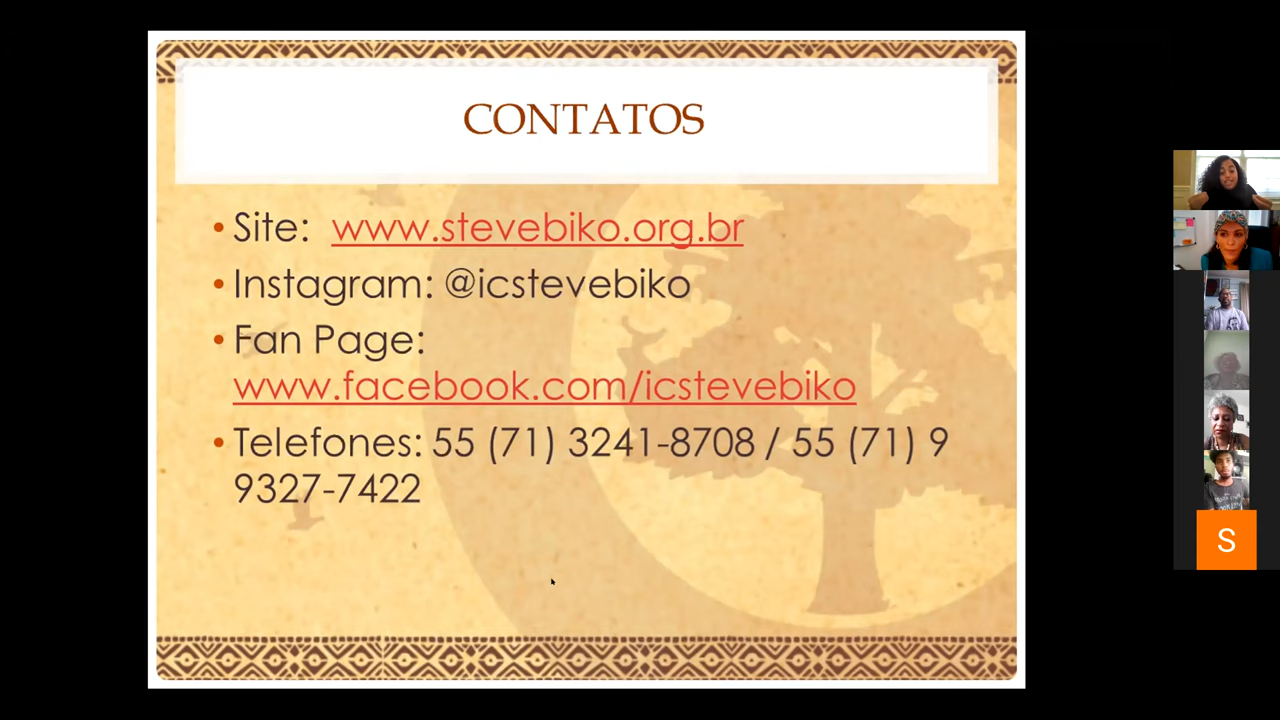 CONTATOS
• Site: www.stevebiko.org.br
• Instagram: @icstevebiko
• Fan Page:
www.facebook.com/icstevebiko
• Telefones: 55 (71) 3241-8708 / 55 (71) 9
9327-7422
S